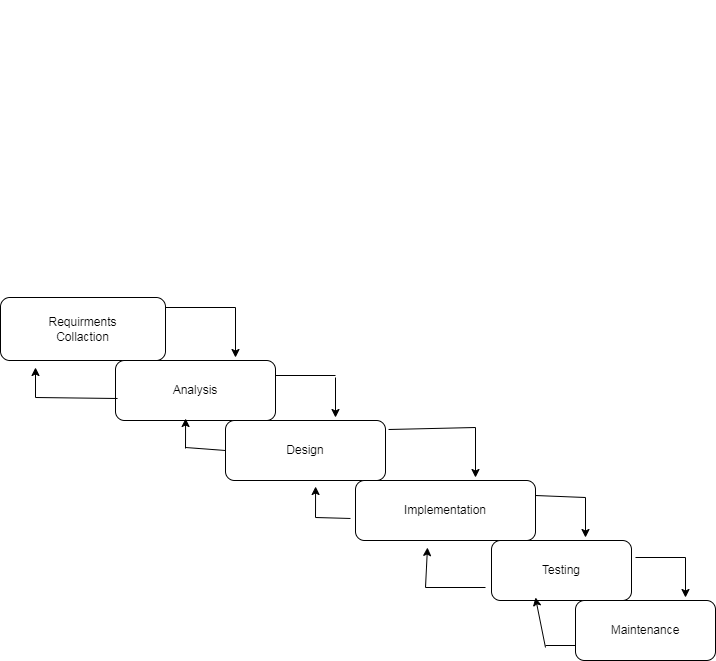 Requirments
Collaction
Analysis
Design
Implementation
Testing
Maintenance